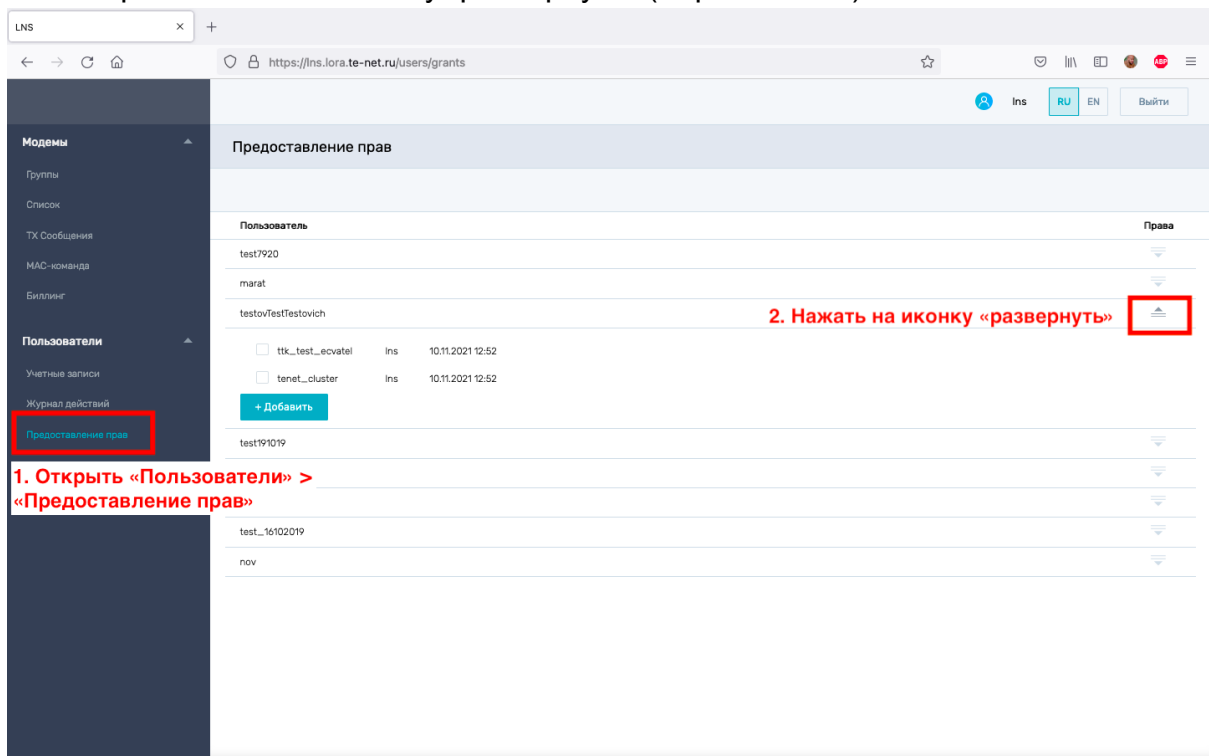 LNS
https://lns.lora.te-net.ru/users/grants
ABP
lns RU EN Выйти
Модемы
Группы
Список
TX Сообщения
MAC-команда
Биллинг
Пользователи
Учетные записи
Журнал действий
Предоставление прав
1. Открыть «Пользователи» >
«Предоставление прав»
Предоставление прав
Пользователь Права
test7920
marat
testovTestTestovich
2. Нажать на иконку «развернуть»
ttk_test_ecvatel lns 10.11.2021 12:52
tenet_cluster lns 10.11.2021 12:52
+ Добавить
test191019
test_16102019
nov